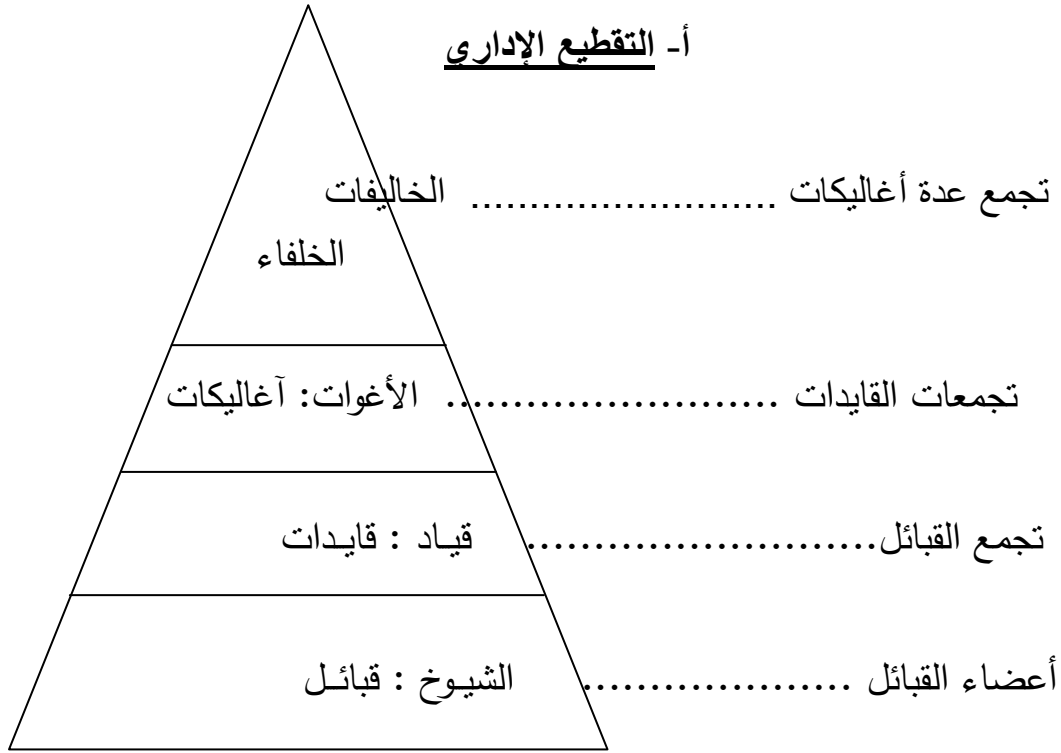 أ- التقطيع الإداري
تجمع عدة أغاليكات ......................... الخاليفات
الخلفاء
تجمعات القايدات ......................... الأغوات: آغاليكات
تجمع القبائل.......................... قيـاد : قايـدات
أعضاء القبائل .................... الشيـوخ : قبائـل